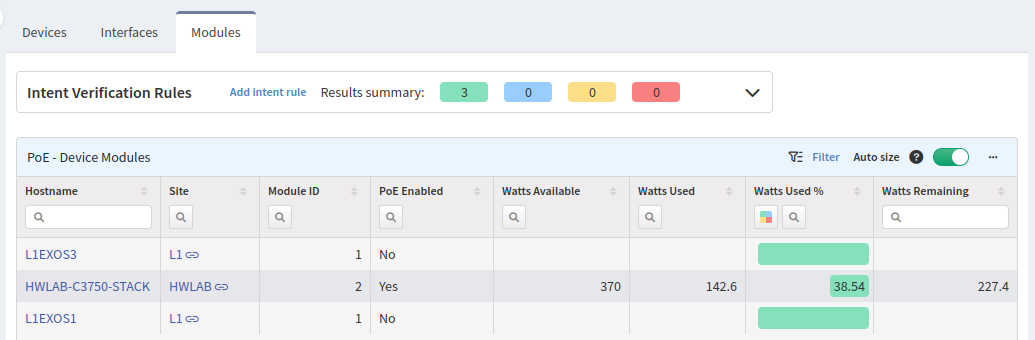 Devices Interfaces Modules
Intent Verification Rules Add intent rule Results summary: 3 0 0 0
PoE - Device Modules Filter Auto size ? ...
Hostname Site Module ID PoE Enabled Watts Available Watts Used Watts Used % Watts Remaining
L1EXOS3 L1 1 No
HWLAB-C3750-STACK HWLAB 2 Yes 370 142.6 38.54 227.4
L1EXOS1 L1 1 No